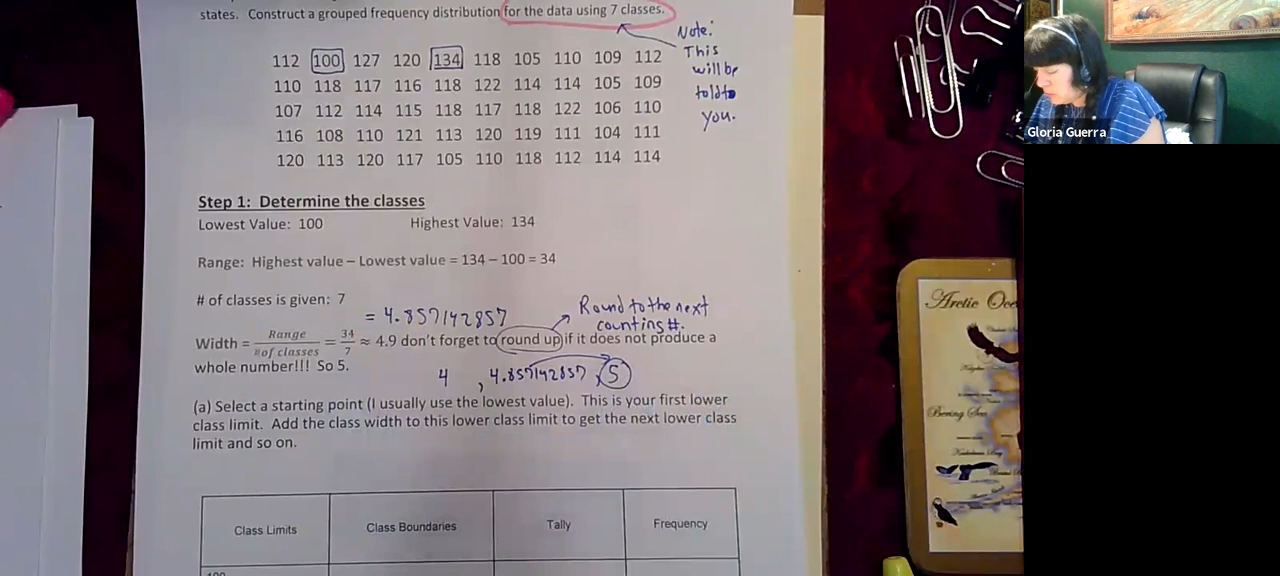 states. Construct a grouped frequency distribution for the data using 7 classes.
Note:
This
will be
told to
you.
112 100 127 120 134 118 105 110 109 112
110 118 117 116 118 122 114 114 105 109
107 112 114 115 118 117 118 122 106 110
116 108 110 121 113 120 119 111 104 111
120 113 120 117 105 110 118 112 114 114
Gloria Guerra
Step 1: Determine the classes
Lowest Value: 100 Highest Value: 134
Range: Highest value – Lowest value = 134 – 100 = 34
# of classes is given: 7
= 4.857142857
Round to the next
counting #.
Width = Range / #of classes = 34 / 7 ≈ 4.9 don't forget to round up if it does not produce a
whole number!!! So 5.
4 , 4.857142857, 5
(a) Select a starting point (I usually use the lowest value). This is your first lower
class limit. Add the class width to this lower class limit to get the next lower class
limit and so on.
Class Limits Class Boundaries Tally Frequency
100
Arctic Oce
Bering Sea